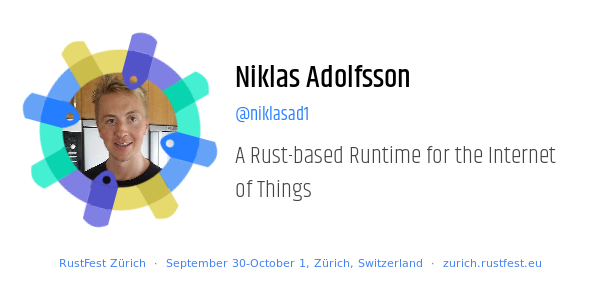 Niklas Adolfsson
@niklasad1
A Rust-based Runtime for the Internet
of Things
RustFest Zürich · September 30-October 1, Zürich, Switzerland · zurich.rustfest.eu